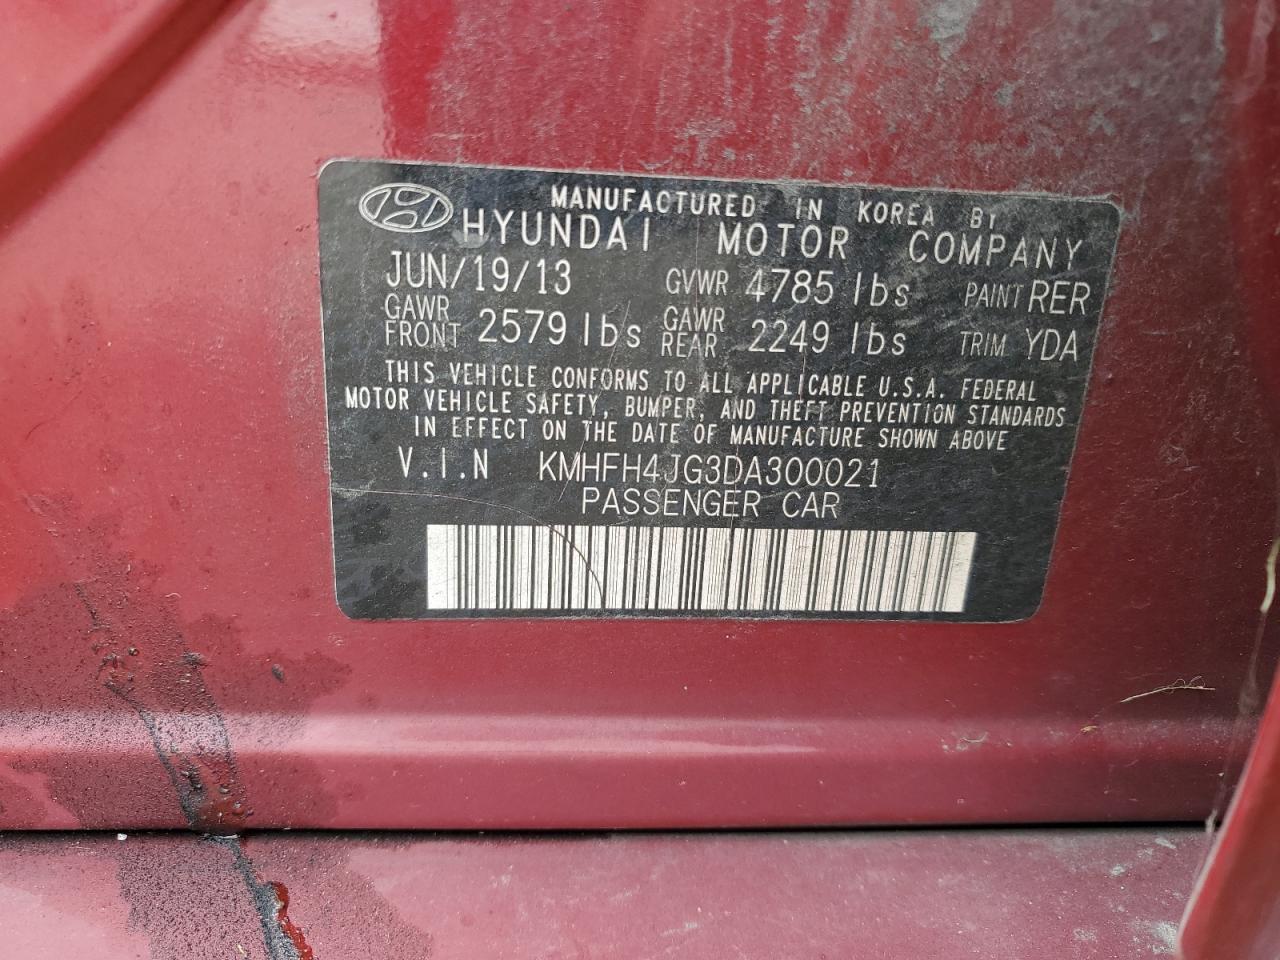 MANUFACTURED IN KOREA BY
HYUNDAI MOTOR COMPANY
JUN/19/13 GVWR 4785 lbs PAINT RER
GAWR FRONT 2579 lbs GAWR REAR 2249 lbs TRIM YDA
THIS VEHICLE CONFORMS TO ALL APPLICABLE U.S.A. FEDERAL
MOTOR VEHICLE SAFETY, BUMPER, AND THEFT PREVENTION STANDARDS
IN EFFECT ON THE DATE OF MANUFACTURE SHOWN ABOVE
V.I.N KMHFH4JG3DA300021
PASSENGER CAR